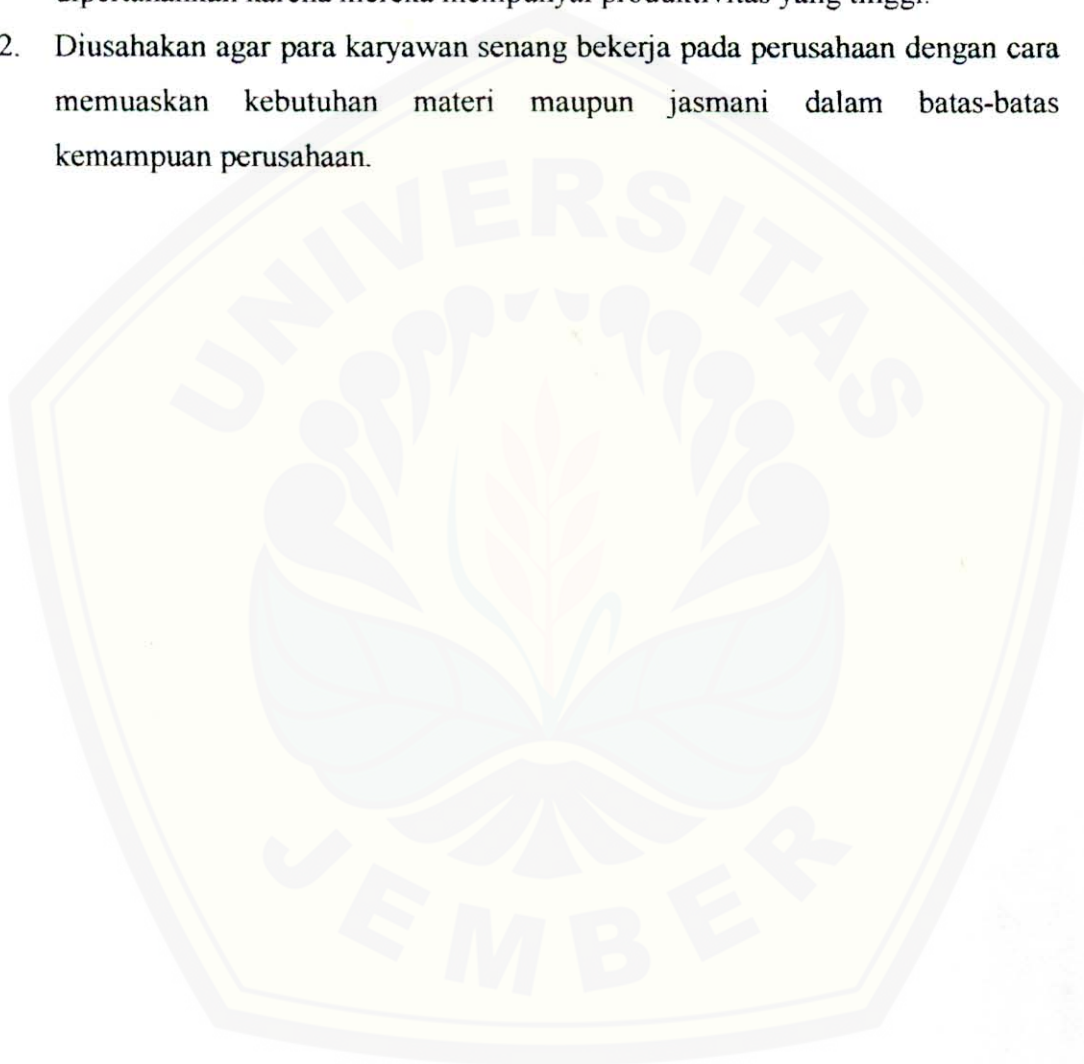 dipertahankan karena mereka mempunyai produktivitas yang tinggi.
2. Diusahakan agar para karyawan senang bekerja pada perusahaan dengan cara
memuaskan kebutuhan materi maupun jasmani dalam batas-batas
kemampuan perusahaan.
UNIVERSITAS
JEMBER